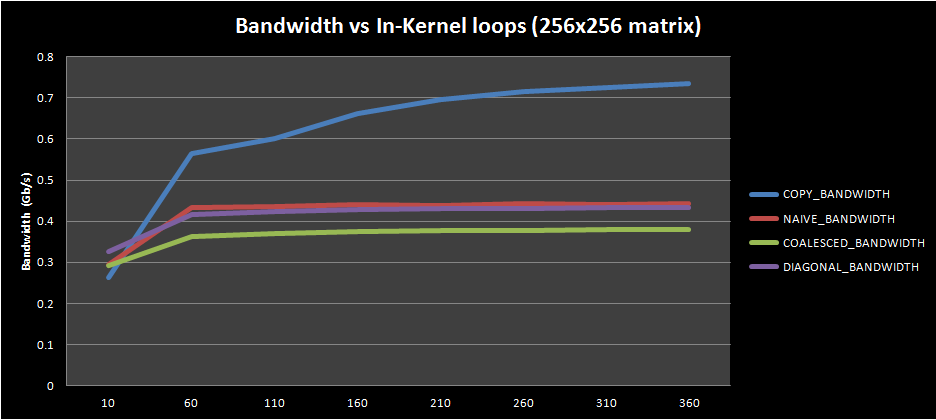 Bandwidth vs In-Kernel loops (256x256 matrix)
0.8
0.7
0.6
0.5
0.4
0.3
0.2
0.1
0
Bandwidth (Gb/s)
10 60 110 160 210 260 310 360
COPY_BANDWIDTH
NAIVE_BANDWIDTH
COALESCED_BANDWIDTH
DIAGONAL_BANDWIDTH